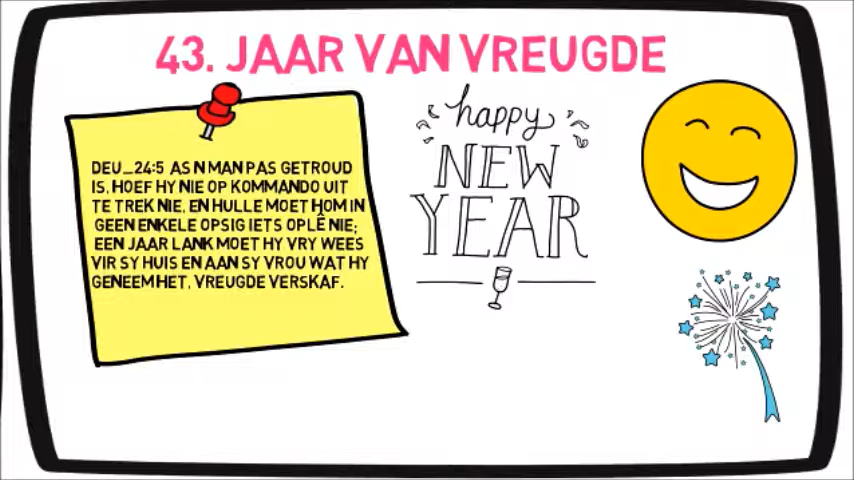 43. JAAR VAN VREUGDE
DEU_24:5 AS N MAN PAS GETROUD
IS, HOEF HY NIE OP KOMMANDO UIT
TE TREK NIE, EN HULLE MOET HOM IN
GEEN ENKELE OPSIG IETS OPLÊ NIE;
EEN JAAR LANK MOET HY VRY WEES
VIR SY HUIS EN AAN SY VROU WAT HY
GENEEM HET, VREUGDE VERSKAF.
happy
NEW
YEAR